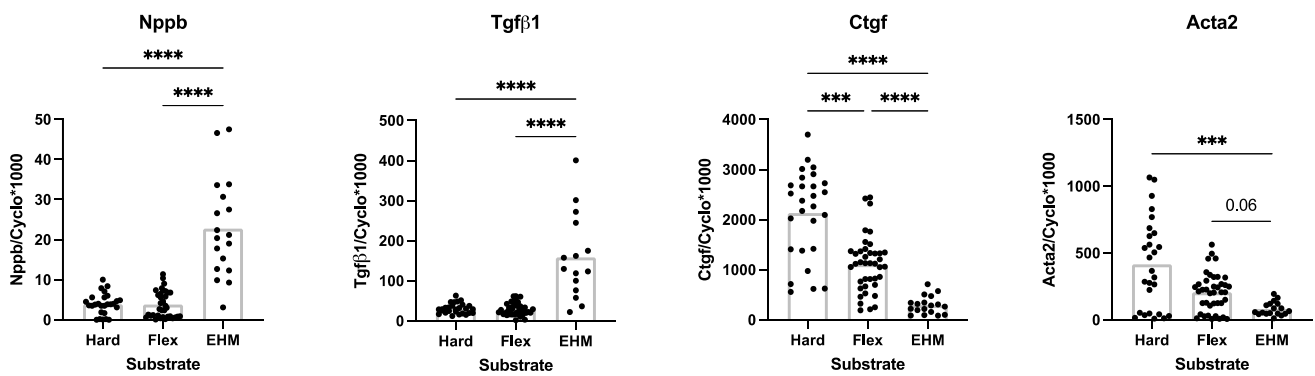 Nppb
****
****
Nppb/Cyclo*1000
50
40
30
20
10
0
Hard Flex EHM
Substrate
Tgfβ1
****
****
Tgfβ1/Cyclo*1000
500
400
300
200
100
0
Hard Flex EHM
Substrate
Ctgf
****
*** ****
Ctgf/Cyclo*1000
4000
3000
2000
1000
0
Hard Flex EHM
Substrate
Acta2
***
0.06
Acta2/Cyclo*1000
1500
1000
500
0
Hard Flex EHM
Substrate